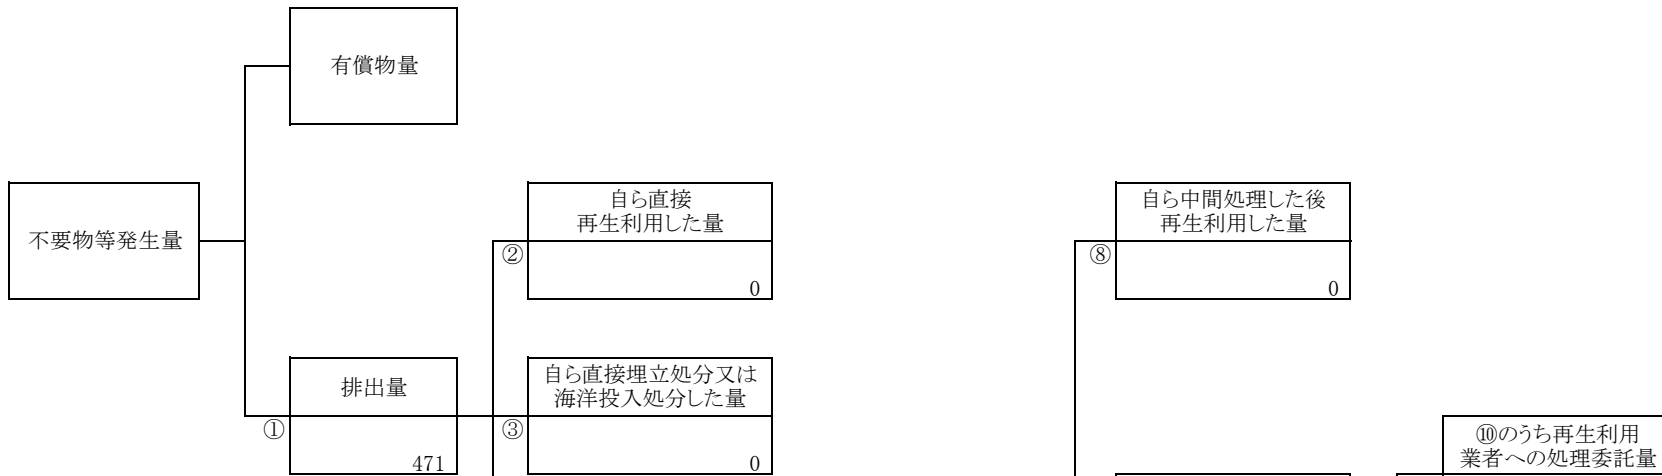 有償物量
不要物等発生量
自ら直接
再生利用した量
②
0
自ら中間処理した後
再生利用した量
⑧
0
排出量
①
471
自ら直接埋立処分又は
海洋投入処分した量
③
0
⑩のうち再生利用
業者への処理委託量